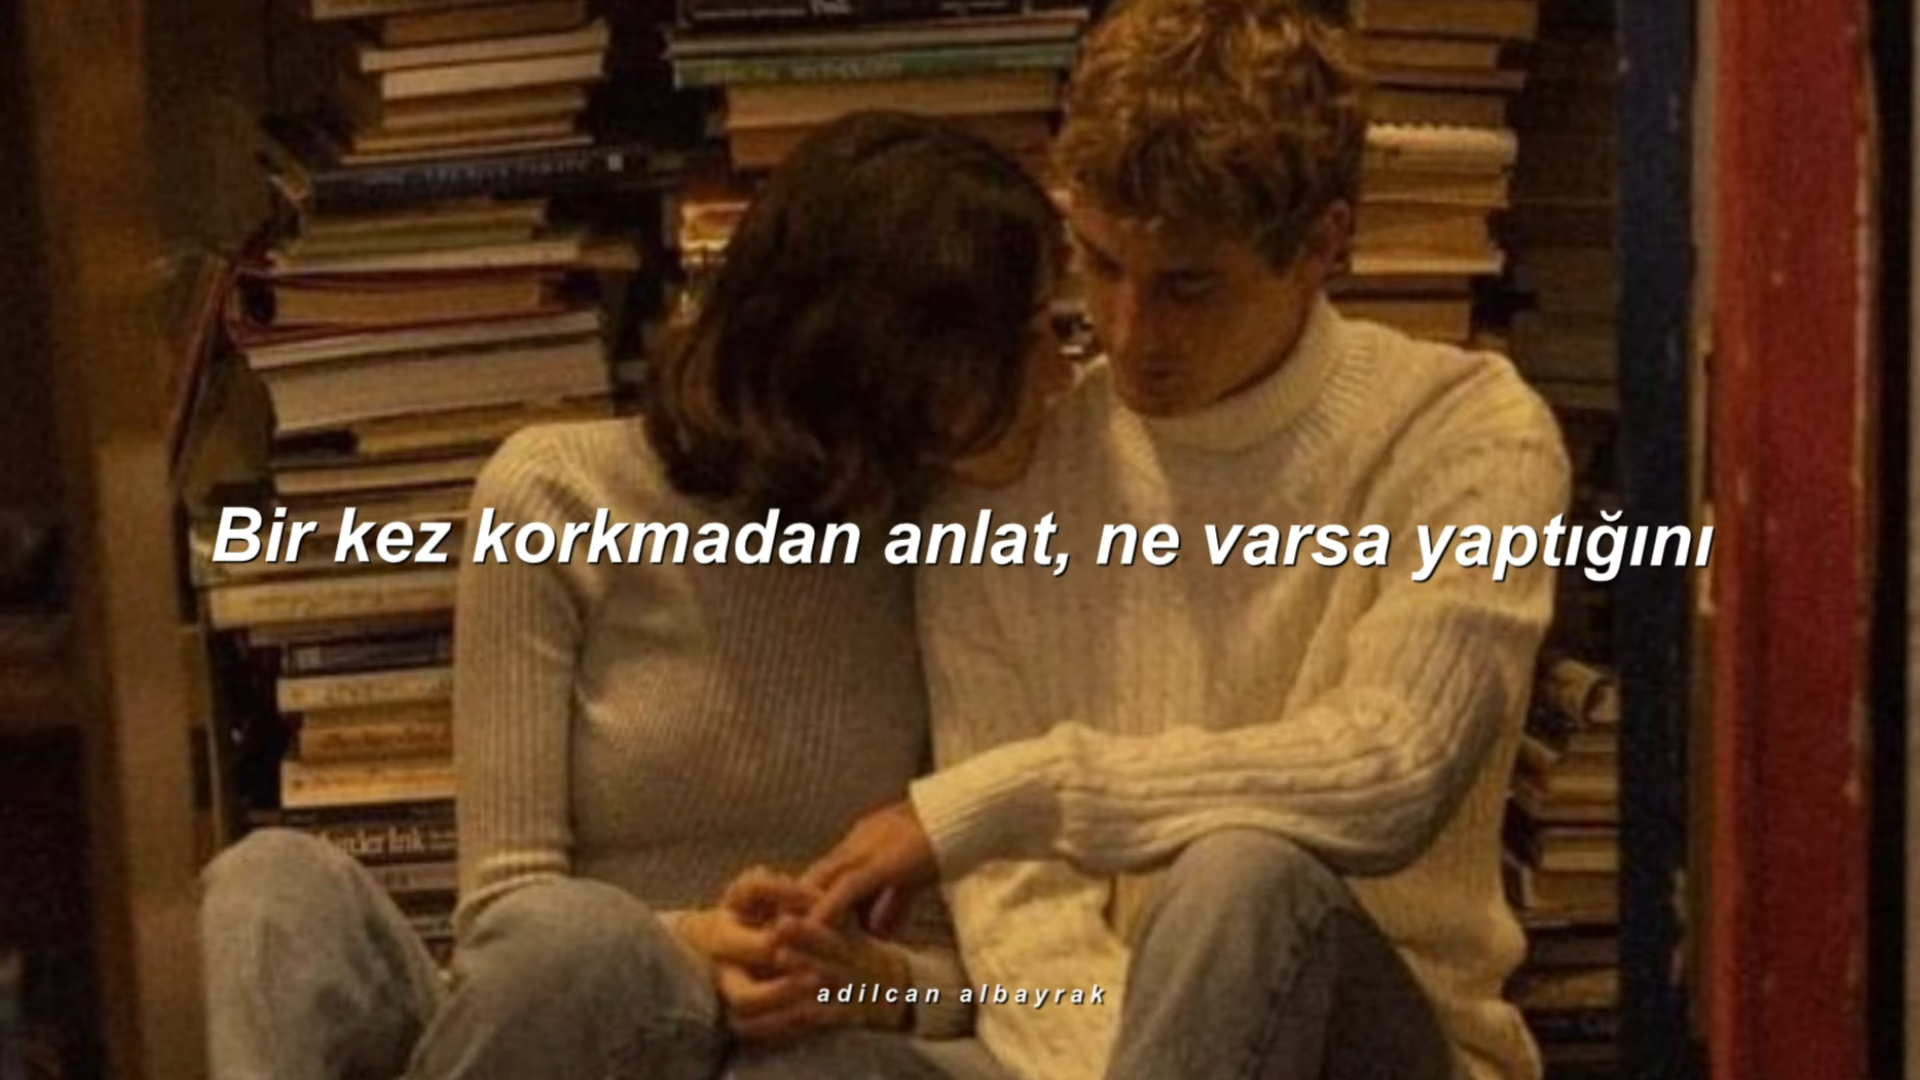 Bir kez korkmadan anlat, ne varsa yaptığını
adilcan albayrak